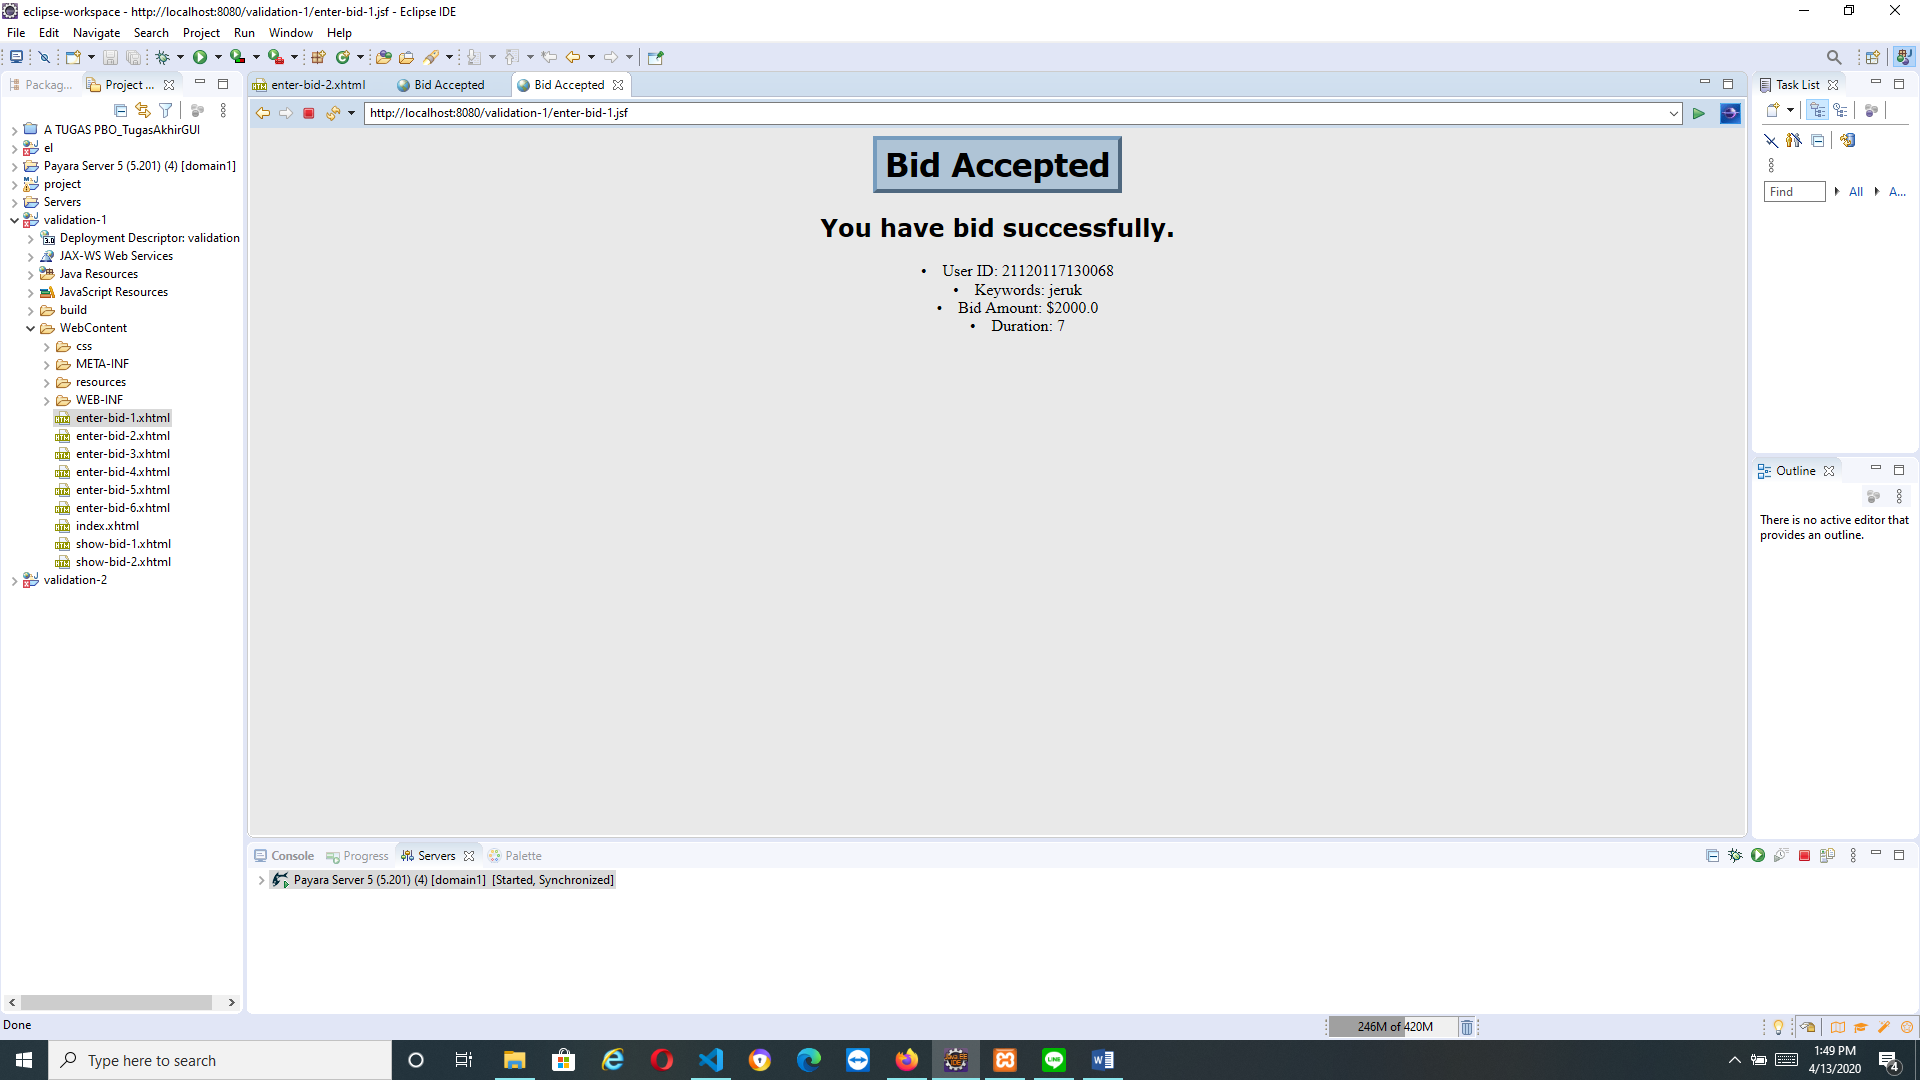 eclipse-workspace - http://localhost:8080/validation-1/enter-bid-1.jsf - Eclipse IDE
File Edit Navigate Search Project Run Window Help
Packag... Project ...
A TUGAS PBO_TugasAkhirGUI
el
Payara Server 5 (5.201) (4) [domain1]
project
Servers
validation-1
Deployment Descriptor: validation
JAX-WS Web Services
Java Resources
JavaScript Resources
build
WebContent
css
META-INF
resources
WEB-INF
enter-bid-1.xhtml
enter-bid-2.xhtml
enter-bid-3.xhtml
enter-bid-4.xhtml
enter-bid-5.xhtml
enter-bid-6.xhtml
index.xhtml
show-bid-1.xhtml
show-bid-2.xhtml
validation-2
enter-bid-2.xhtml Bid Accepted Bid Accepted
http://localhost:8080/validation-1/enter-bid-1.jsf
Bid Accepted
You have bid successfully.
• User ID: 21120117130068
• Keywords: jeruk
• Bid Amount: $2000.0
• Duration: 7
Console Progress Servers Palette
Payara Server 5 (5.201) (4) [domain1] [Started, Synchronized]
Task List
Find All A...
Outline
There is no active editor that
provides an outline.
Done
246M of 420M
Type here to search
1:49 PM
4/13/2020
4